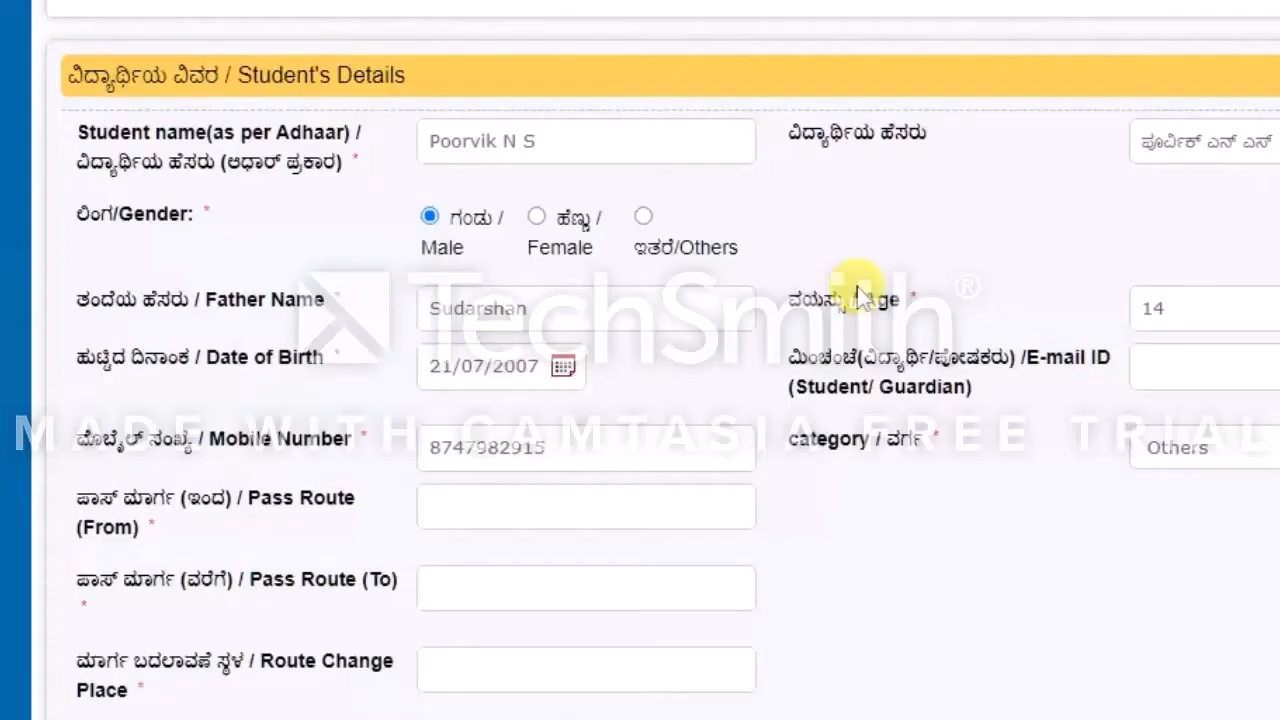 ವಿದ್ಯಾರ್ಥಿಯ ವಿವರ / Student's Details
Student name(as per Adhaar) /
ವಿದ್ಯಾರ್ಥಿಯ ಹೆಸರು (ಆಧಾರ್ ಪ್ರಕಾರ) *
Poorvik N S
ವಿದ್ಯಾರ್ಥಿಯ ಹೆಸರು
ಪೂರ್ವಿಕ್ ಎನ್ ಎಸ್
ಲಿಂಗ/Gender: *
ಗಂಡು / ಹೆಣ್ಣು /
Male Female ಇತರೆ/Others
ತಂದೆಯ ಹೆಸರು / Father Name *
Sudarshan
ವಯಸ್ಸು / Age *
14
TechSmith®
ಹುಟ್ಟಿದ ದಿನಾಂಕ / Date of Birth *
21/07/2007
ಮಿಂಚಂಚೆ(ವಿದ್ಯಾರ್ಥಿ/ಪೋಷಕರು) /E-mail ID
(Student/ Guardian)
MADE WITH CAMTASIA FREE TRIAL
ಮೊಬೈಲ್ ಸಂಖ್ಯೆ / Mobile Number *
8747982915
category / ವರ್ಗ *
Others
ಪಾಸ್ ಮಾರ್ಗ (ಇಂದ) / Pass Route
(From) *
ಪಾಸ್ ಮಾರ್ಗ (ವರೆಗೆ) / Pass Route (To)
*
ಮಾರ್ಗ ಬದಲಾವಣೆ ಸ್ಥಳ / Route Change
Place *